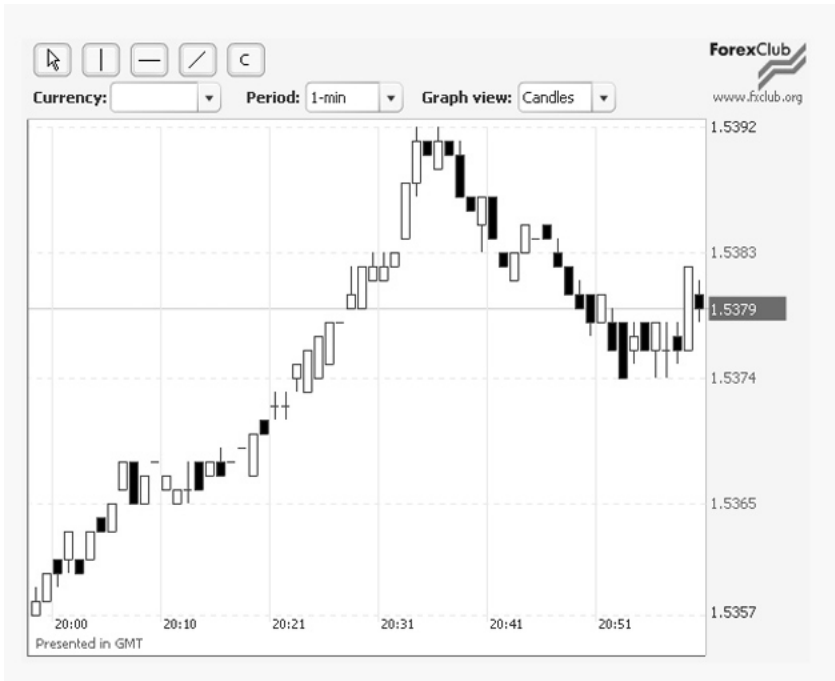 C
ForexClub
www.fxclub.org
Currency:
Period: 1-min
Graph view: Candles
1.5392
1.5383
1.5379
1.5374
1.5365
1.5357
20:00 20:10 20:21 20:31 20:41 20:51
Presented in GMT